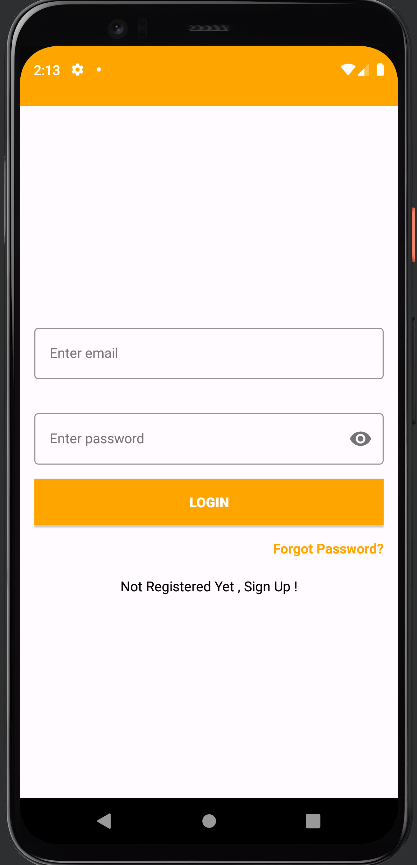 2:13
Enter email
Enter password
LOGIN
Forgot Password?
Not Registered Yet , Sign Up !